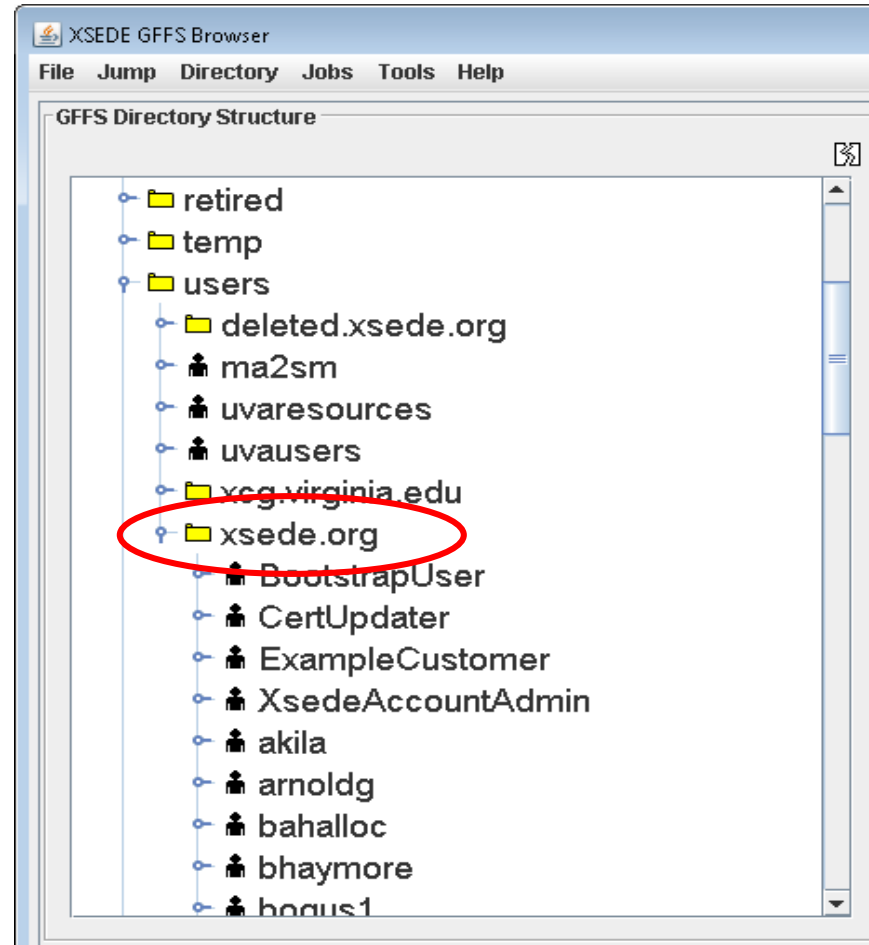 XSEDE GFFS Browser
File Jump Directory Jobs Tools Help
GFFS Directory Structure
retired
temp
users
deleted.xsede.org
ma2sm
uvaresources
uvausers
xcg.virginia.edu
xsede.org
BootstrapUser
CertUpdater
ExampleCustomer
XsedeAccountAdmin
akila
arnoldg
bahalloc
bhaymore
bogus1